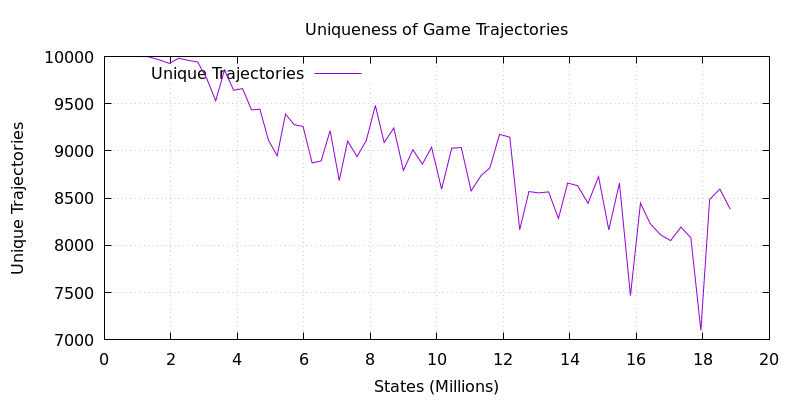 Uniqueness of Game Trajectories
Unique Trajectories
10000
9500
9000
8500
8000
7500
7000
Unique Trajectories
0 2 4 6 8 10 12 14 16 18 20
States (Millions)